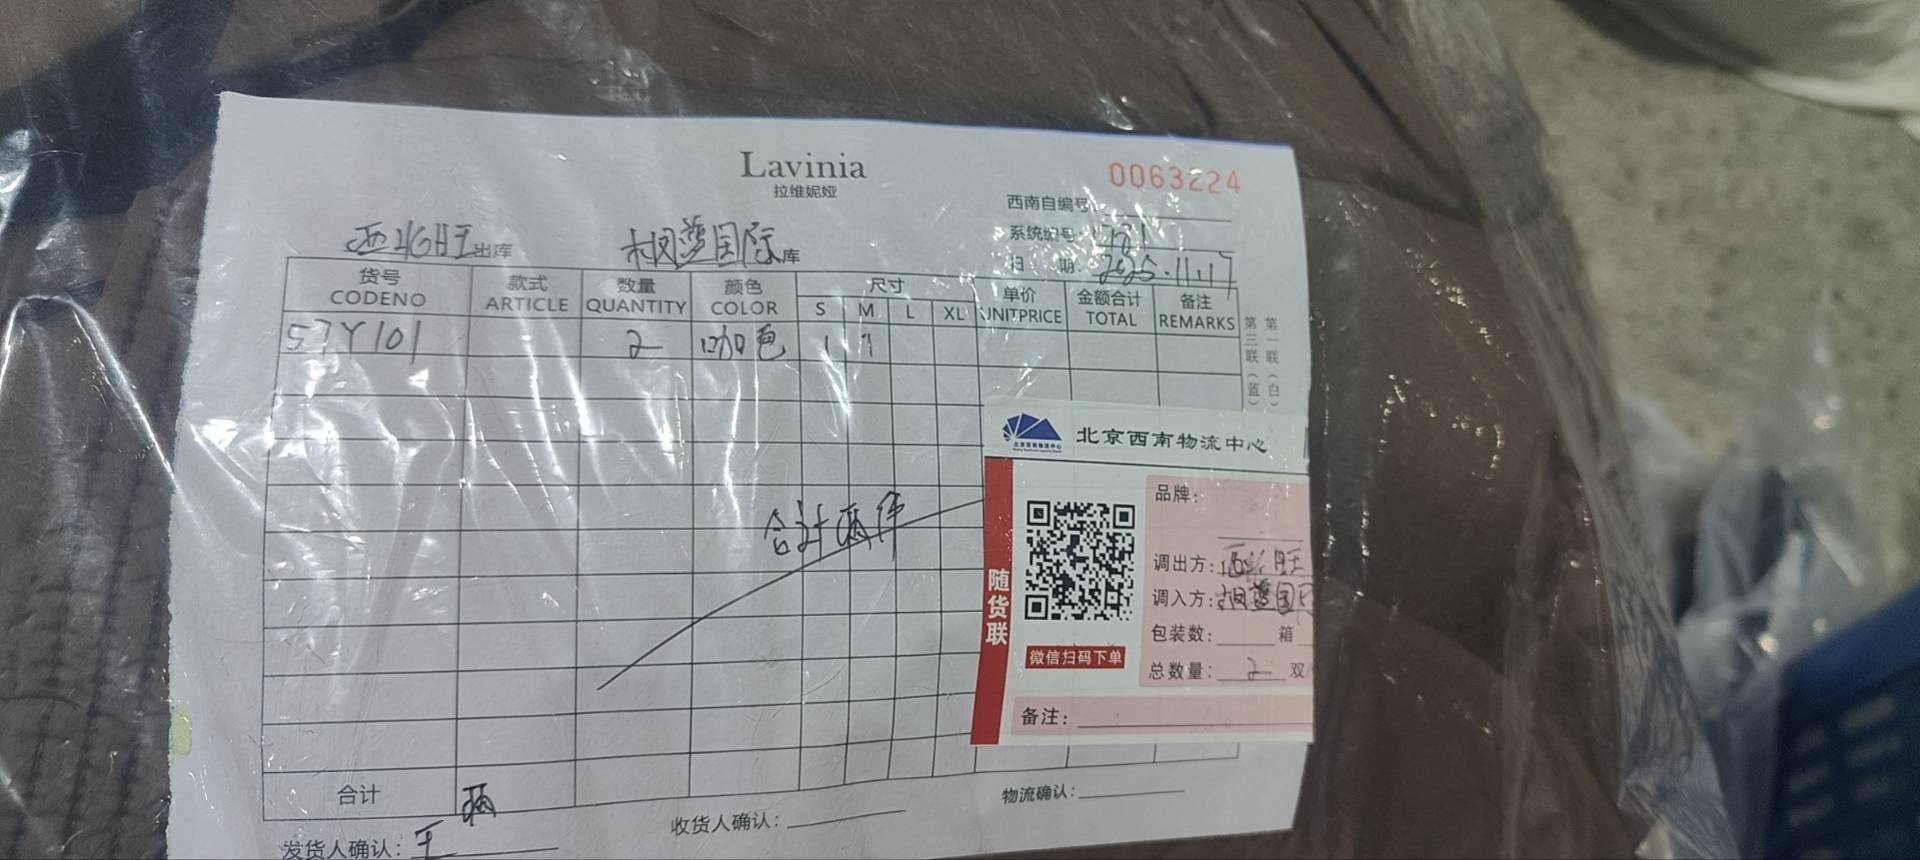 Lavinia
拉维妮娅
0063224
西南自编号:
系统编号:
日 期: 2025.11.17
出库
国际库
货号 款式 数量 颜色 尺寸 单价 金额合计 备注
CODENO ARTICLE QUANTITY COLOR S M L XL UNITPRICE TOTAL REMARKS
57Y101 2 咖色 1 1
第一联(白)
第三联(蓝)
合计两件
北京西南物流中心
随货联
微信扫码下单
品牌:
调出方:
调入方:
包装数: 箱
总数量: 2 双/
备注:
合计 两
发货人确认: 王
收货人确认:
物流确认: